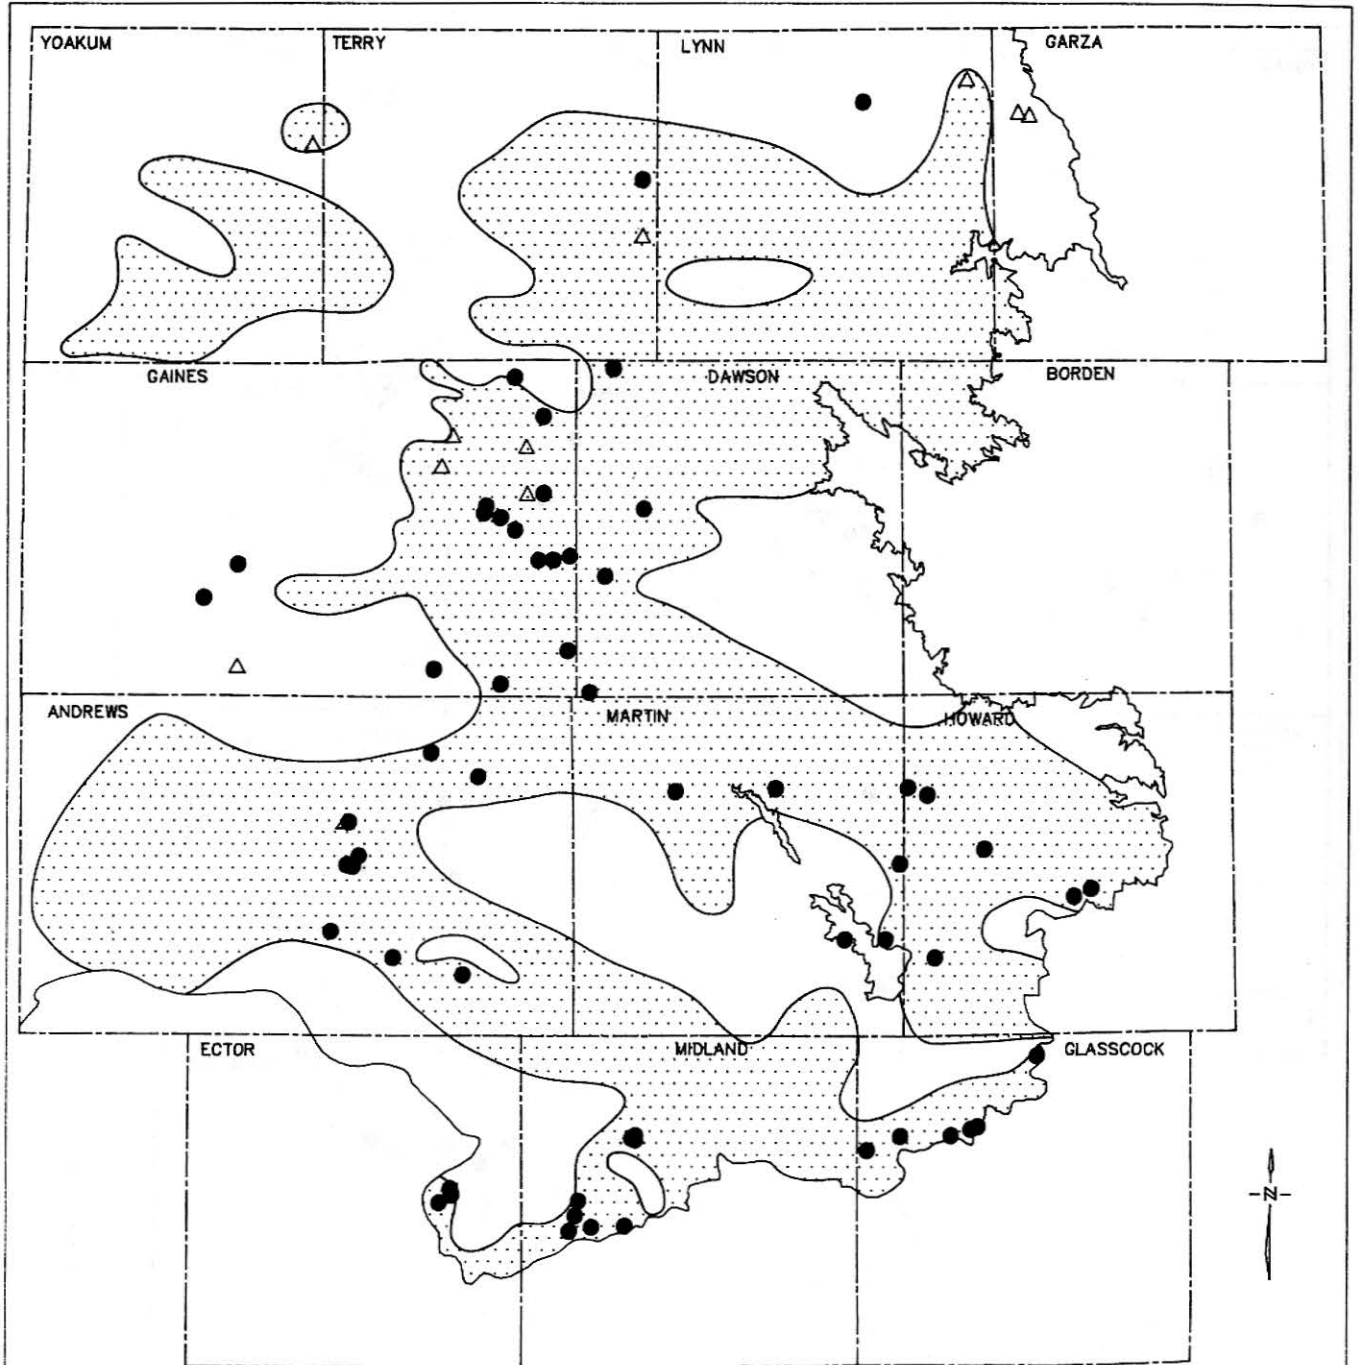 YOAKUM TERRY LYNN GARZA
GAINES DAWSON BORDEN
ANDREWS MARTIN HOWARD
ECTOR MIDLAND GLASSCOCK
N